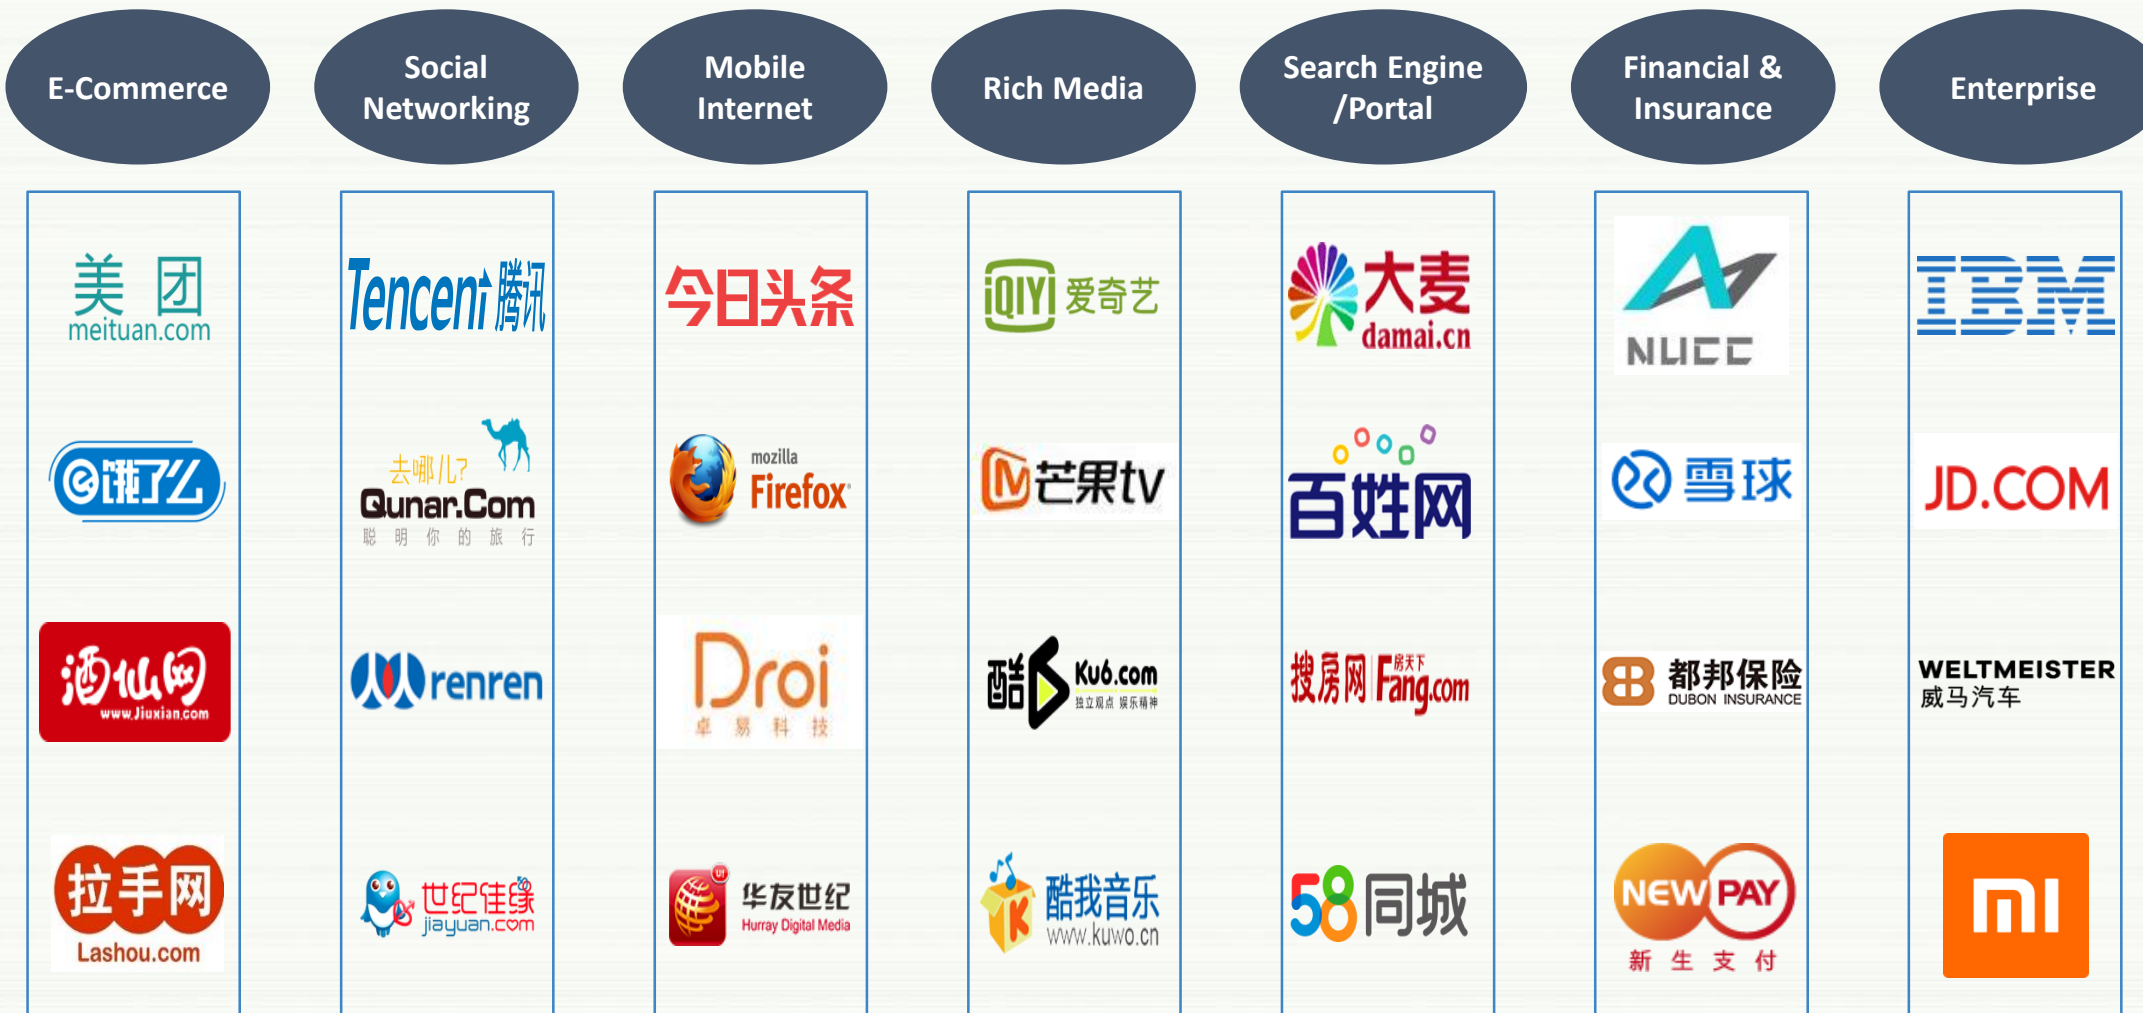 E-Commerce
Social
Networking
Mobile
Internet
Rich Media
Search Engine
/Portal
Financial &
Insurance
Enterprise
美团
meituan.com
e饿了么
酒仙网
www.Jiuxian.com
拉手网
Lashou.com
Tencent 腾讯
去哪儿?
Qunar.Com
聪明你的旅行
renren
世纪佳缘
jiayuan.com
今日头条
mozilla
Firefox
Droi
卓易科技
U!
华友世纪
Hurray Digital Media
iQIYI 爱奇艺
芒果tv
酷6
Ku6.com
独立观点 娱乐精神
K
酷我音乐
www.kuwo.cn
大麦
damai.cn
百姓网
搜房网 房天下
Fang.com
58同城
NUCC
雪球
都邦保险
DUBON INSURANCE
NEW PAY
新生支付
IBM
JD.COM
WELTMEISTER
威马汽车
mi